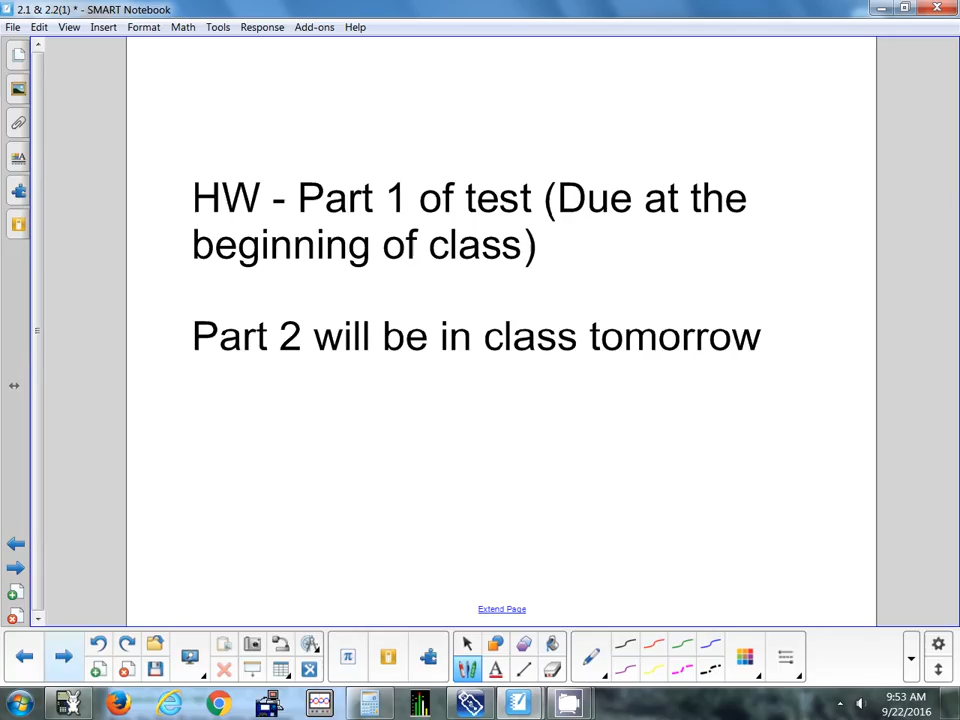 2.1 & 2.2(1) * - SMART Notebook
File Edit View Insert Format Math Tools Response Add-ons Help
HW - Part 1 of test (Due at the
beginning of class)
Part 2 will be in class tomorrow
Extend Page
9:53 AM
9/22/2016